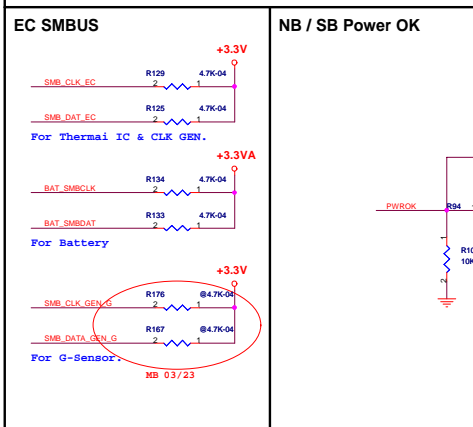 EC SMBUS
NB / SB Power OK
+3.3V
R129 4.7K-04
SMB_CLK_EC 2 1
R125 4.7K-04
SMB_DAT_EC 2 1
For Thermai IC & CLK GEN.
+3.3VA
R134 4.7K-04
BAT_SMBCLK 2 1
R133 4.7K-04
BAT_SMBDAT 2 1
For Battery
+3.3V
R176 @4.7K-04
SMB_CLK_GEN_G 2 1
R167 @4.7K-04
SMB_DATA_GEN_G 2 1
For G-Sensor.
MB 03/23
PWROK R94
1
R10
10K
2